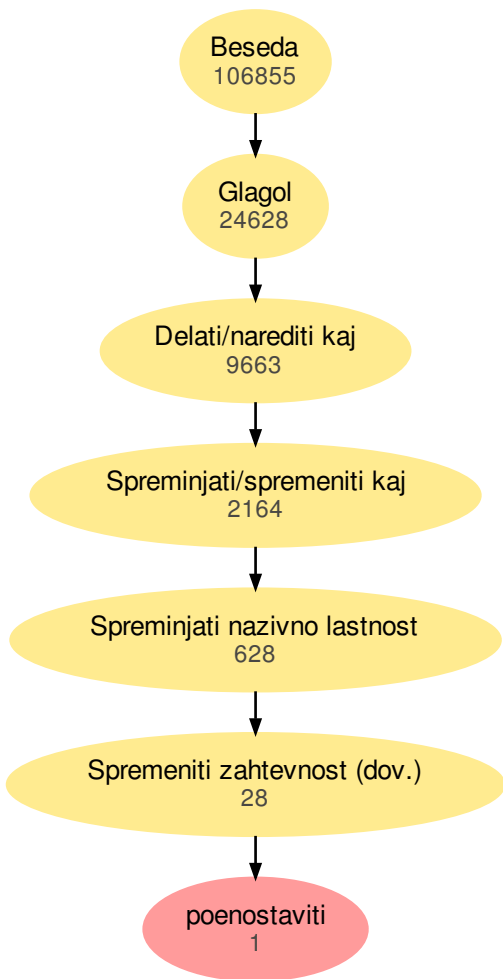 Beseda
106855
Glagol
24628
Delati/narediti kaj
9663
Spreminjati/spremeniti kaj
2164
Spreminjati nazivno lastnost
628
Spremeniti zahtevnost (dov.)
28
poenostaviti
1